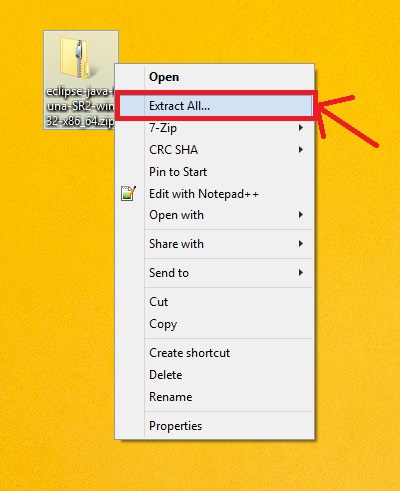 eclipse-java-l
una-SR2-win
32-x86_64.zip
Open
Extract All...
7-Zip
CRC SHA
Pin to Start
Edit with Notepad++
Open with
Share with
Send to
Cut
Copy
Create shortcut
Delete
Rename
Properties